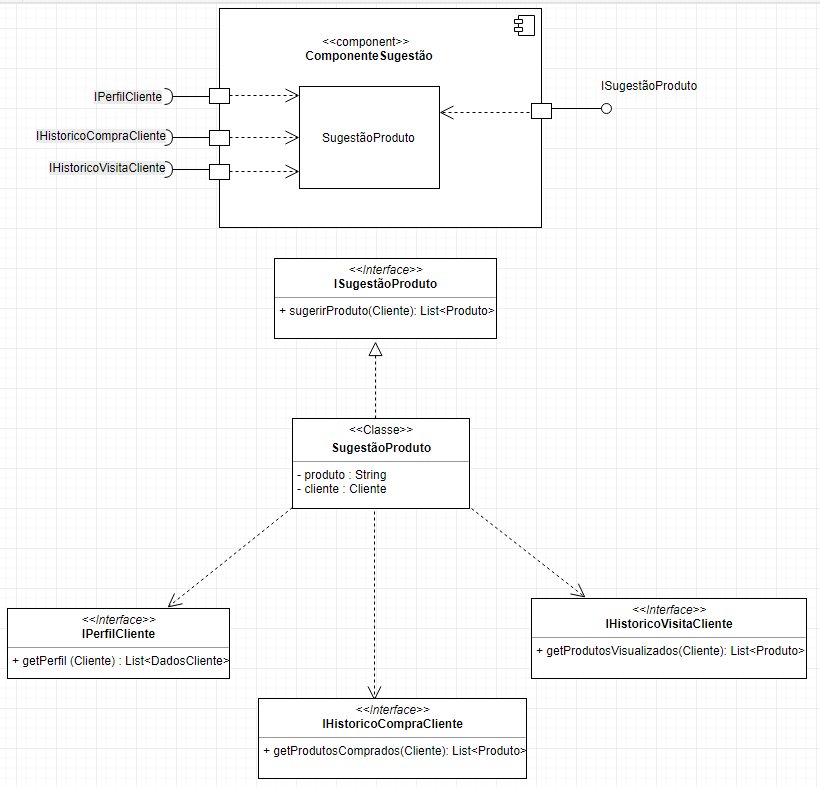 <<component>>
ComponenteSugestão
IPerfilCliente
IHistoricoCompraCliente
IHistoricoVisitaCliente
SugestãoProduto
ISugestãoProduto
<<Interface>>
ISugestãoProduto
+ sugerirProduto(Cliente): List<Produto>
<<Classe>>
SugestãoProduto
- produto : String
- cliente : Cliente
<<Interface>>
IPerfilCliente
+ getPerfil (Cliente) : List<DadosCliente>
<<Interface>>
IHistoricoVisitaCliente
+ getProdutosVisualizados(Cliente): List<Produto>
<<Interface>>
IHistoricoCompraCliente
+ getProdutosComprados(Cliente): List<Produto>